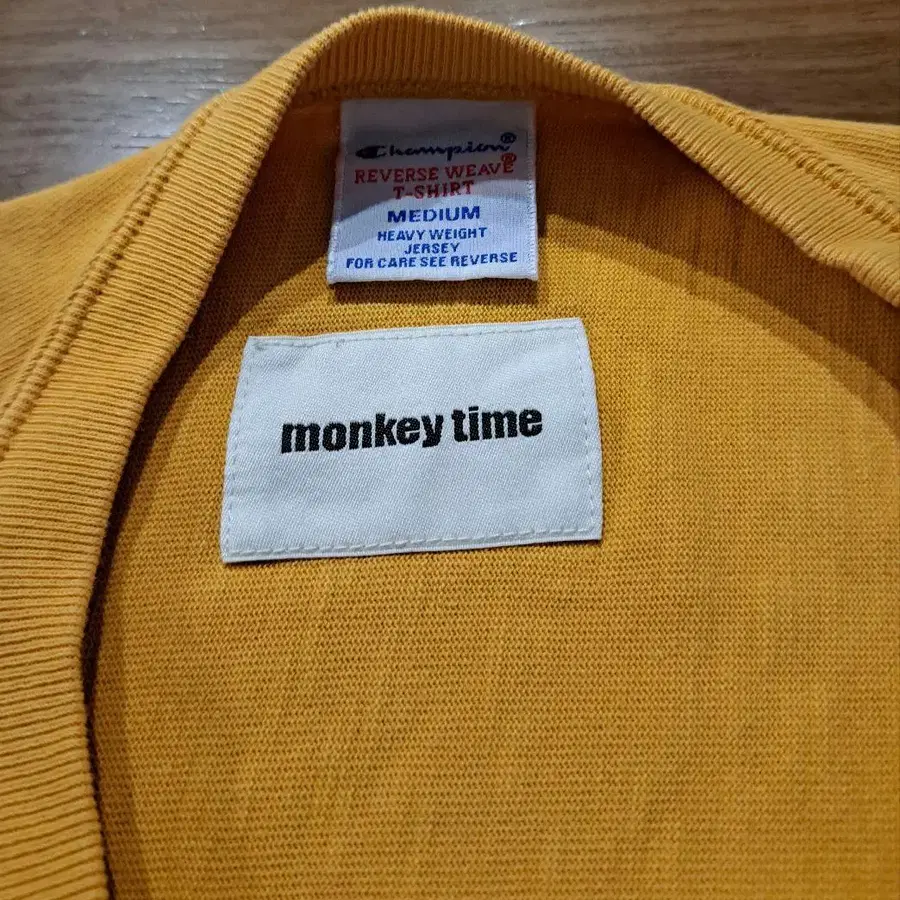 Champion®
REVERSE WEAVE®
T-SHIRT
MEDIUM
HEAVY WEIGHT
JERSEY
FOR CARE SEE REVERSE
monkey time